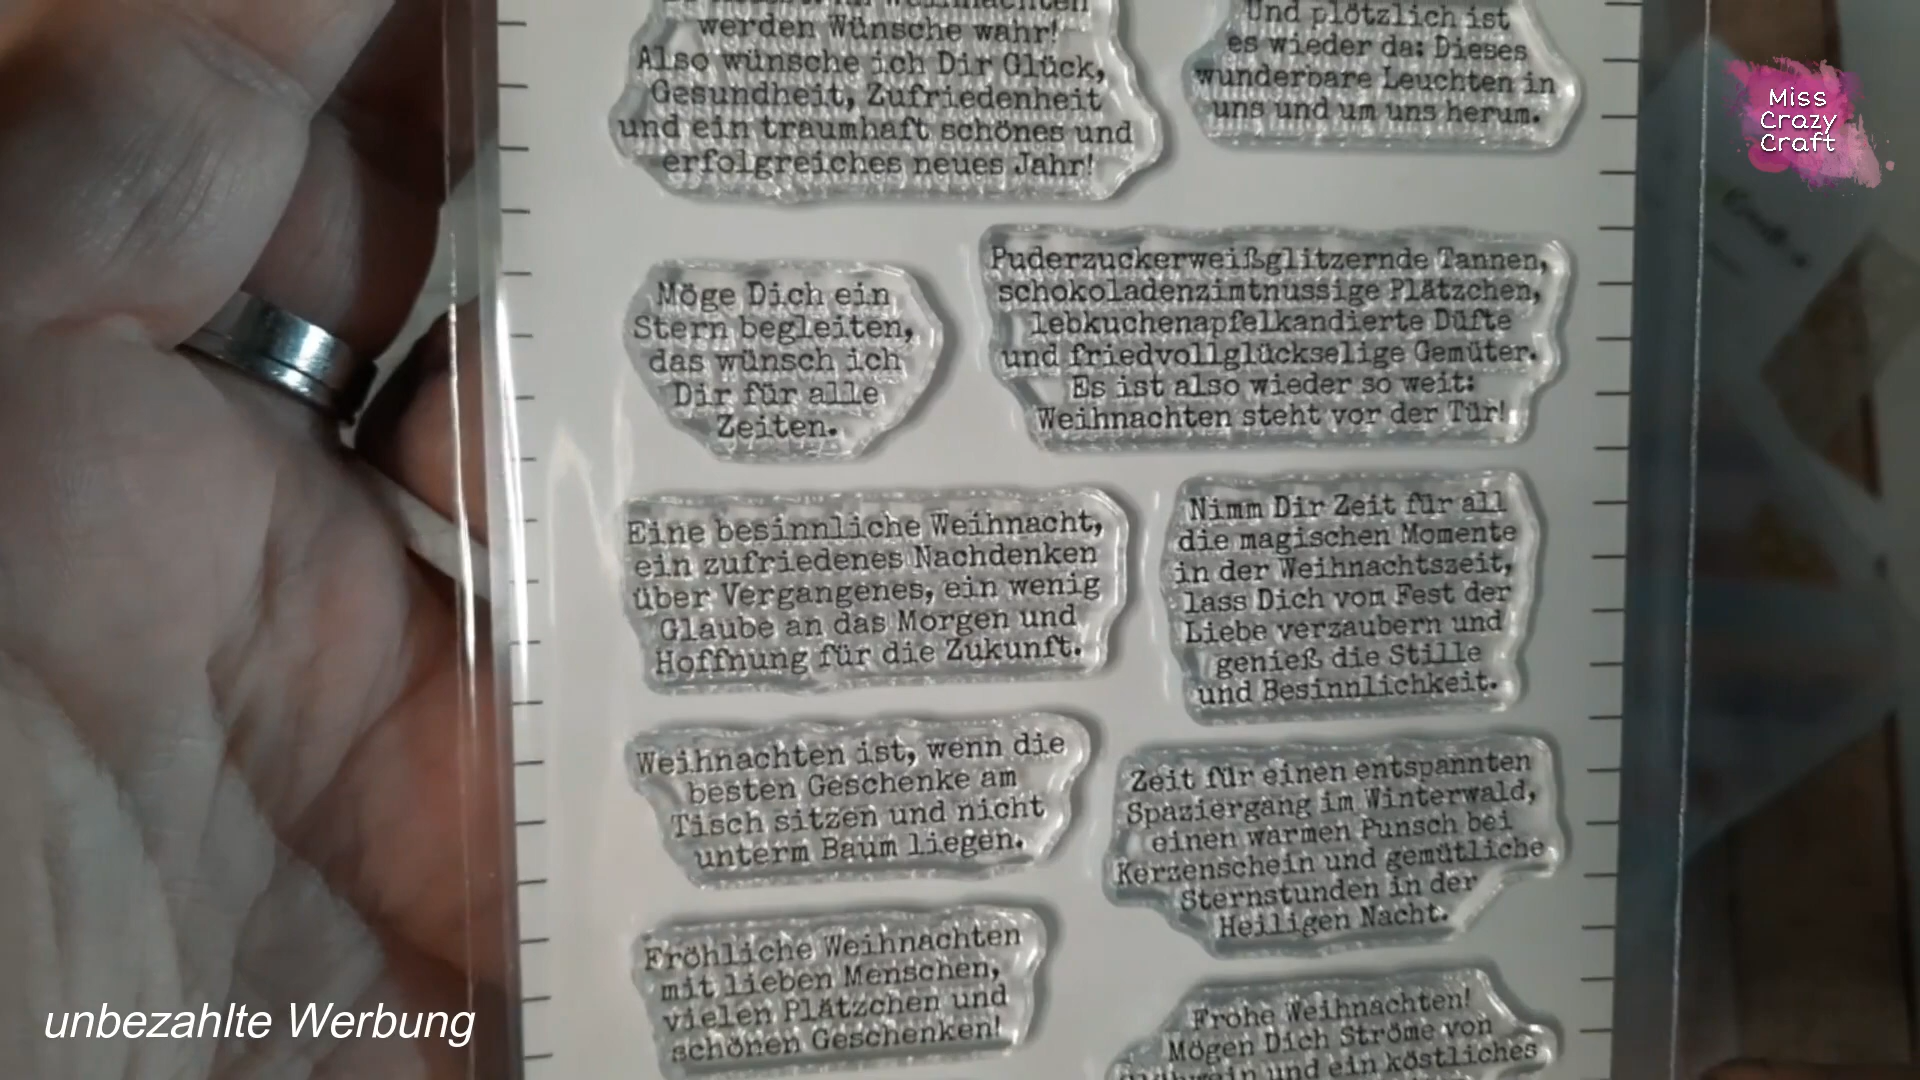 werden Wünsche wahr!
Also wünsche ich Dir Glück,
Gesundheit, Zufriedenheit
und ein traumhaft schönes und
erfolgreiches neues Jahr!
Und plötzlich ist
es wieder da: Dieses
wunderbare Leuchten in
uns und um uns herum.
Miss
Crazy
Craft
Möge Dich ein
Stern begleiten,
das wünsch ich
Dir für alle
Zeiten.
Puderzuckerweißglitzernde Tannen,
schokoladenzimtnussige Plätzchen,
lebkuchenapfelkandierte Düfte
und friedvollglückselige Gemüter.
Es ist also wieder so weit:
Weihnachten steht vor der Tür!
Eine besinnliche Weihnacht,
ein zufriedenes Nachdenken
über Vergangenes, ein wenig
Glaube an das Morgen und
Hoffnung für die Zukunft.
Nimm Dir Zeit für all
die magischen Momente
in der Weihnachtszeit,
lass Dich vom Fest der
Liebe verzaubern und
genieß die Stille
und Besinnlichkeit.
Weihnachten ist, wenn die
besten Geschenke am
Tisch sitzen und nicht
unterm Baum liegen.
Zeit für einen entspannten
Spaziergang im Winterwald,
einen warmen Punsch bei
Kerzenschein und gemütliche
Sternstunden in der
Heiligen Nacht.
Fröhliche Weihnachten
mit lieben Menschen,
vielen Plätzchen und
schönen Geschenken!
Frohe Weihnachten!
Mögen Dich Ströme von
und ein köstliches
unbezahlte Werbung